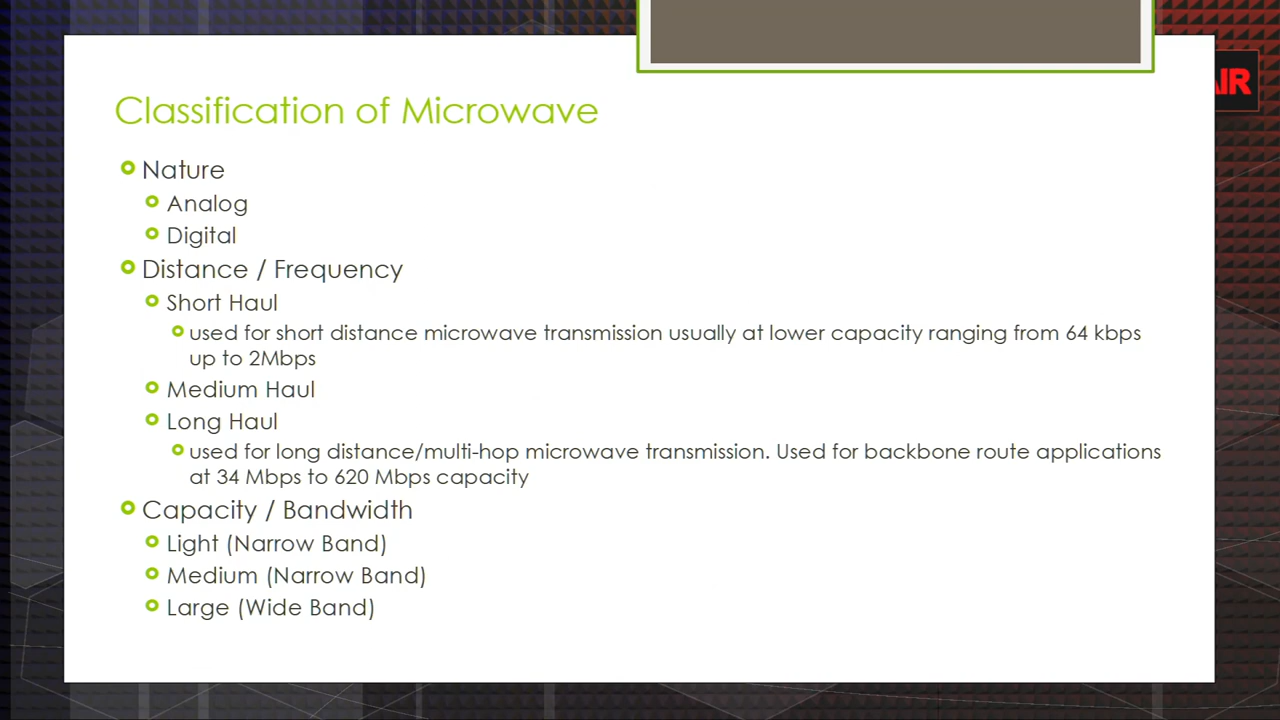 Classification of Microwave
Nature
Analog
Digital
Distance / Frequency
Short Haul
used for short distance microwave transmission usually at lower capacity ranging from 64 kbps
up to 2Mbps
Medium Haul
Long Haul
used for long distance/multi-hop microwave transmission. Used for backbone route applications
at 34 Mbps to 620 Mbps capacity
Capacity / Bandwidth
Light (Narrow Band)
Medium (Narrow Band)
Large (Wide Band)